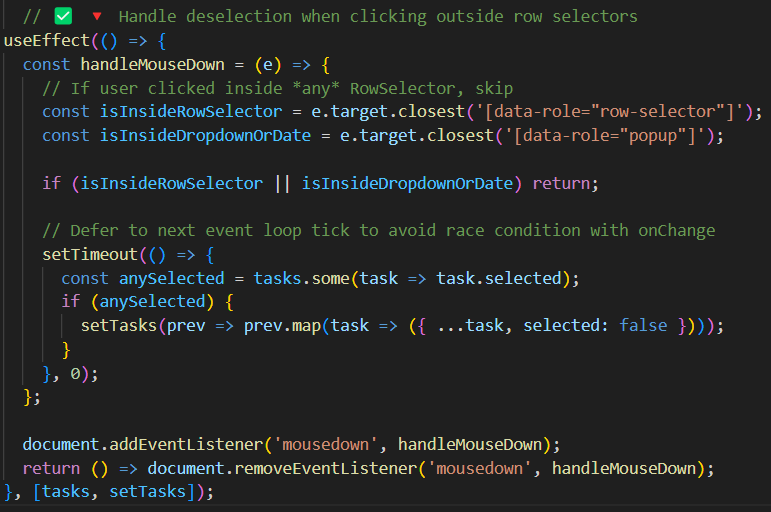 // ✅ 🔻 Handle deselection when clicking outside row selectors
useEffect(() => {
  const handleMouseDown = (e) => {
    // If user clicked inside *any* RowSelector, skip
    const isInsideRowSelector = e.target.closest('[data-role="row-selector"]');
    const isInsideDropdownOrDate = e.target.closest('[data-role="popup"]');

    if (isInsideRowSelector || isInsideDropdownOrDate) return;

    // Defer to next event loop tick to avoid race condition with onChange
    setTimeout(() => {
      const anySelected = tasks.some(task => task.selected);
      if (anySelected) {
        setTasks(prev => prev.map(task => ({ ...task, selected: false })));
      }
    }, 0);
  };

  document.addEventListener('mousedown', handleMouseDown);
  return () => document.removeEventListener('mousedown', handleMouseDown);
}, [tasks, setTasks]);